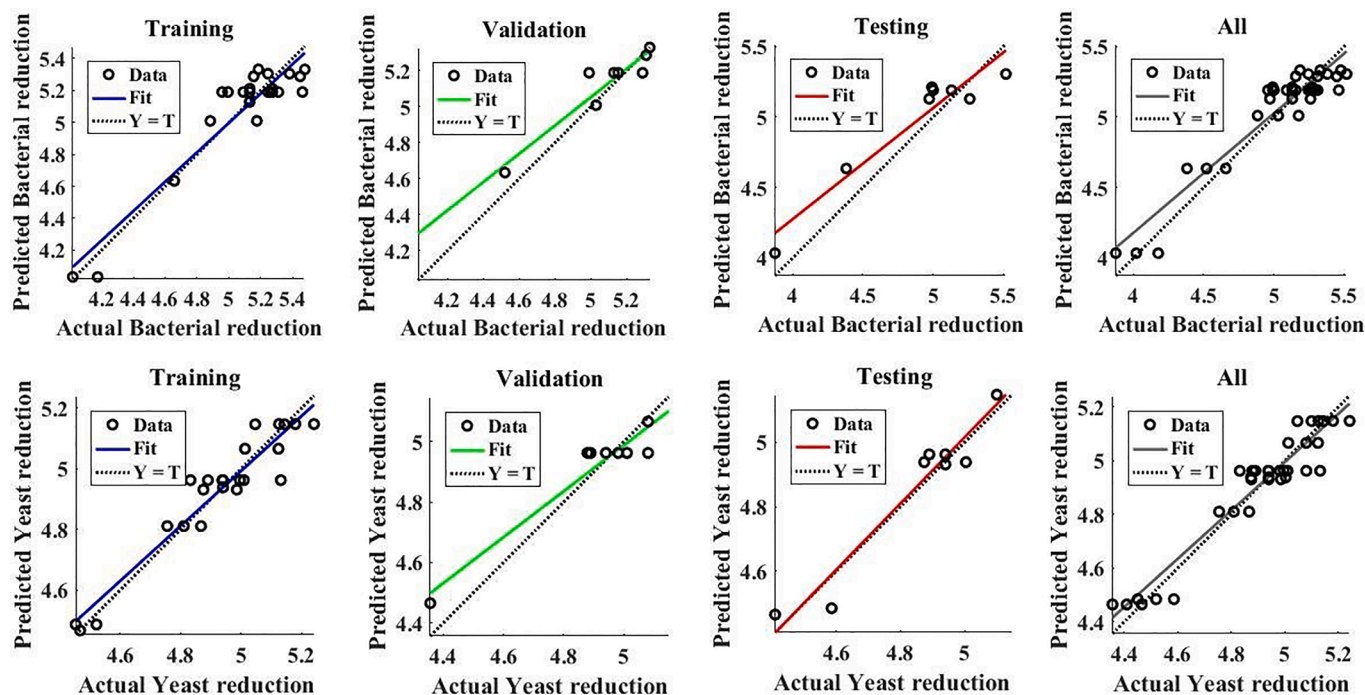 Training
Predicted Bacterial reduction
5.4
5.2
5
4.8
4.6
4.4
4.2
Data
Fit
Y = T
4.2 4.4 4.6 4.8 5 5.2 5.4
Actual Bacterial reduction
Validation
Predicted Bacterial reduction
5.2
5
4.8
4.6
4.4
4.2
Data
Fit
Y = T
4.2 4.4 4.6 4.8 5 5.2
Actual Bacterial reduction
Testing
Predicted Bacterial reduction
5.5
5
4.5
4
Data
Fit
Y = T
4 4.5 5 5.5
Actual Bacterial reduction
All
Predicted Bacterial reduction
5.5
5
4.5
4
Data
Fit
Y = T
4 4.5 5 5.5
Actual Bacterial reduction
Training
Predicted Yeast reduction
5.2
5
4.8
4.6
Data
Fit
Y = T
4.6 4.8 5 5.2
Actual Yeast reduction
Validation
Predicted Yeast reduction
5
4.8
4.6
4.4
Data
Fit
Y = T
4.4 4.6 4.8 5
Actual Yeast reduction
Testing
Predicted Yeast reduction
5
4.8
4.6
Data
Fit
Y = T
4.6 4.8 5
Actual Yeast reduction
All
Predicted Yeast reduction
5.2
5
4.8
4.6
4.4
Data
Fit
Y = T
4.4 4.6 4.8 5 5.2
Actual Yeast reduction